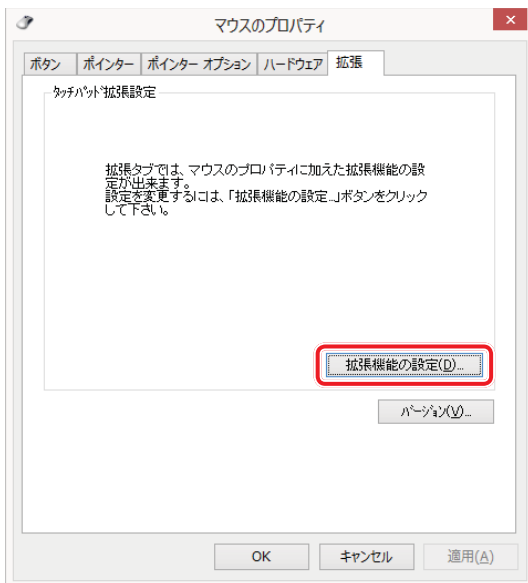 マウスのプロパティ
ボタン ポインター ポインター オプション ハードウェア 拡張
ﾀｯﾁﾊﾟｯﾄﾞ拡張設定
拡張タブでは、マウスのプロパティに加えた拡張機能の設
定が出来ます。
設定を変更するには、「拡張機能の設定...」ボタンをクリック
して下さい。
拡張機能の設定(D)...
ﾊﾞｰｼﾞｮﾝ(V)...
OK キャンセル 適用(A)